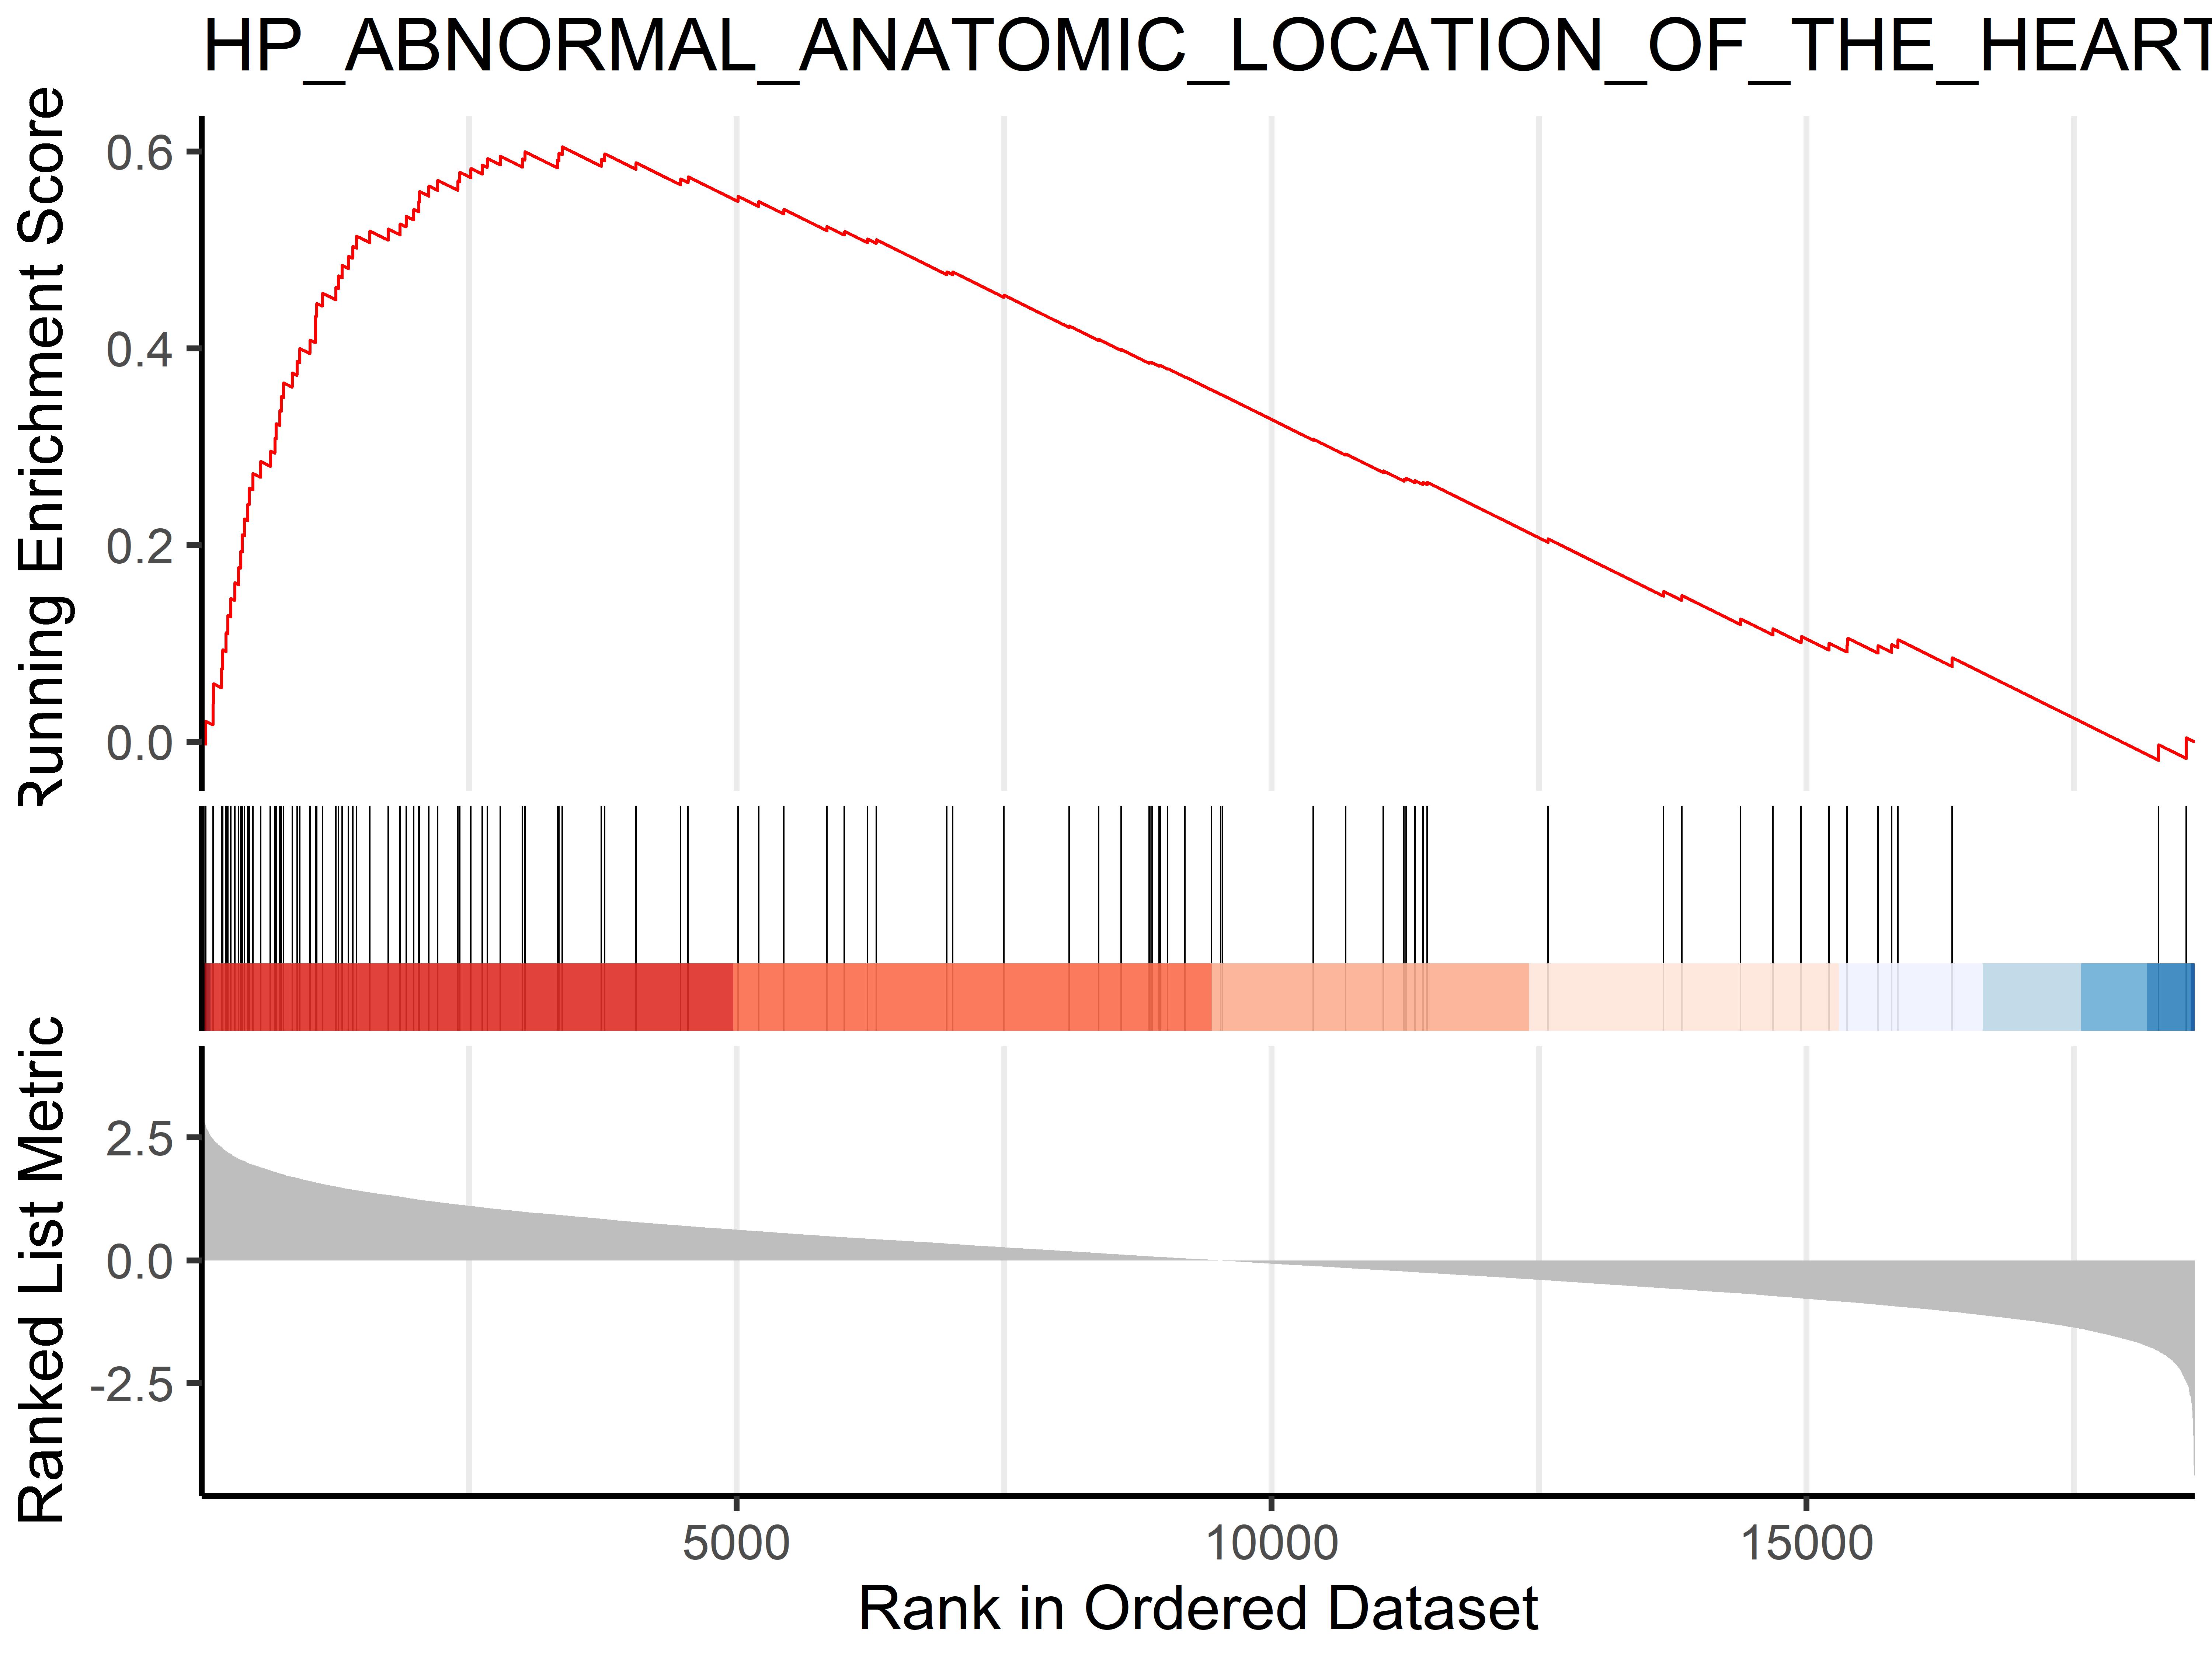 HP_ABNORMAL_ANATOMIC_LOCATION_OF_THE_HEART
Running Enrichment Score
0.6
0.4
0.2
0.0
Ranked List Metric
2.5
0.0
-2.5
5000
10000
15000
Rank in Ordered Dataset